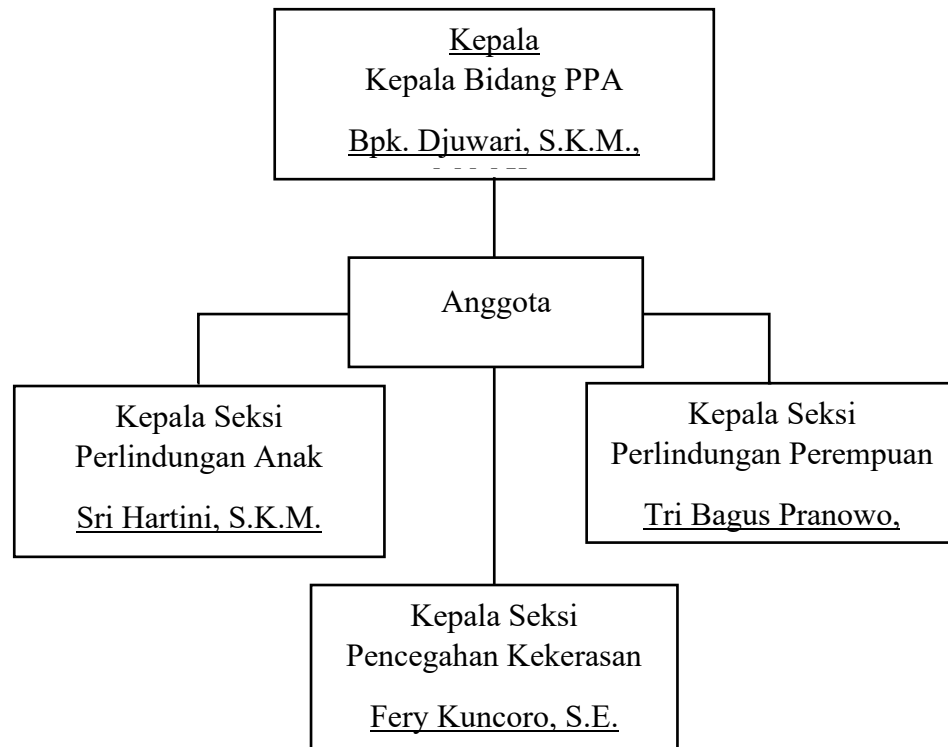 Kepala
Kepala Bidang PPA
Bpk. Djuwari, S.K.M.,
Anggota
Kepala Seksi
Perlindungan Anak
Sri Hartini, S.K.M.
Kepala Seksi
Perlindungan Perempuan
Tri Bagus Pranowo,
Kepala Seksi
Pencegahan Kekerasan
Fery Kuncoro, S.E.